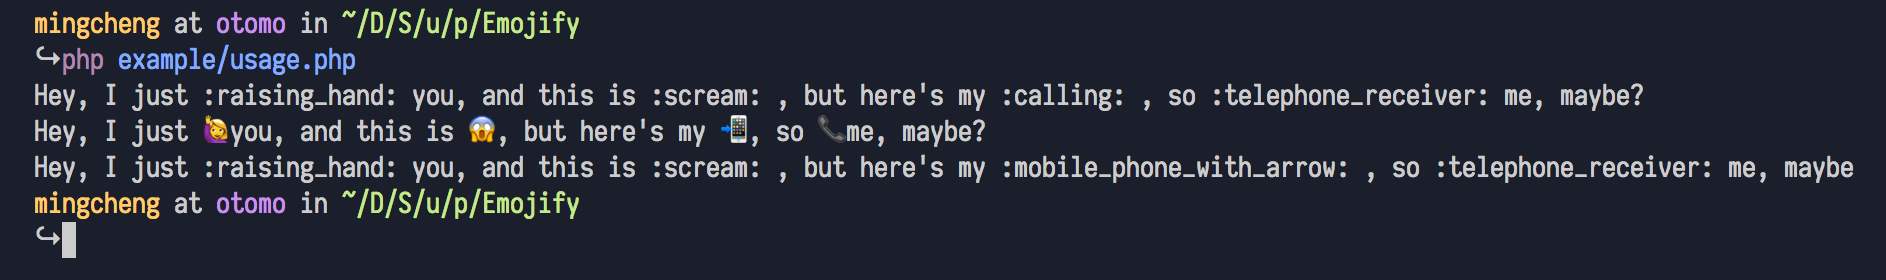 mingcheng at otomo in ~/D/S/u/p/Emojify
↪php example/usage.php
Hey, I just :raising_hand: you, and this is :scream: , but here's my :calling: , so :telephone_receiver: me, maybe?
Hey, I just 🙋you, and this is 😱, but here's my 📲, so 📞me, maybe?
Hey, I just :raising_hand: you, and this is :scream: , but here's my :mobile_phone_with_arrow: , so :telephone_receiver: me, maybe
mingcheng at otomo in ~/D/S/u/p/Emojify
↪